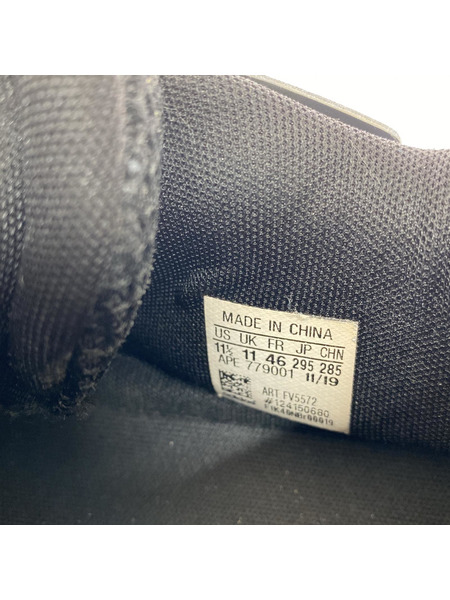 MADE IN CHINA
US UK FR JP CHN
11½ 11 46 295 285
APE 779001 11/19
ART FV5572
#124150680